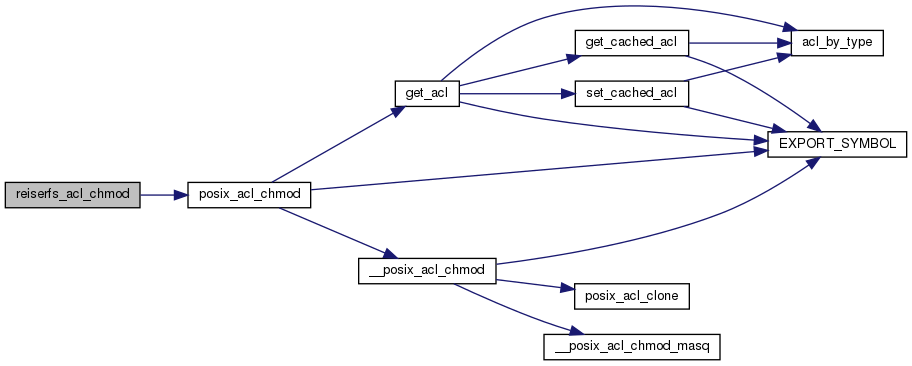 reiserfs_acl_chmod
posix_acl_chmod
get_acl
get_cached_acl
acl_by_type
set_cached_acl
EXPORT_SYMBOL
__posix_acl_chmod
posix_acl_clone
__posix_acl_chmod_masq